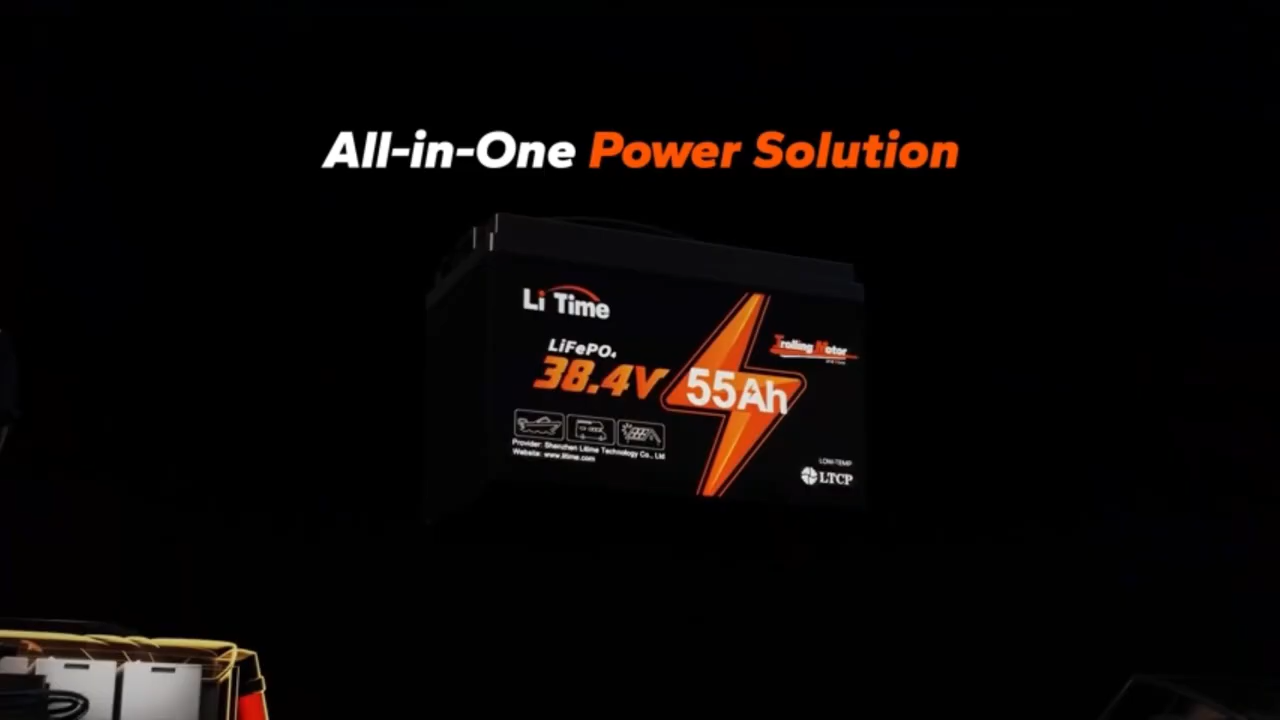 All-in-One Power Solution
Li Time
LiFePO₄
38.4V
55Ah
Trolling Motor
Provider: Shenzhen Litime Technology Co., Ltd
Website: www.litime.com
LOW-TEMP
LTCP